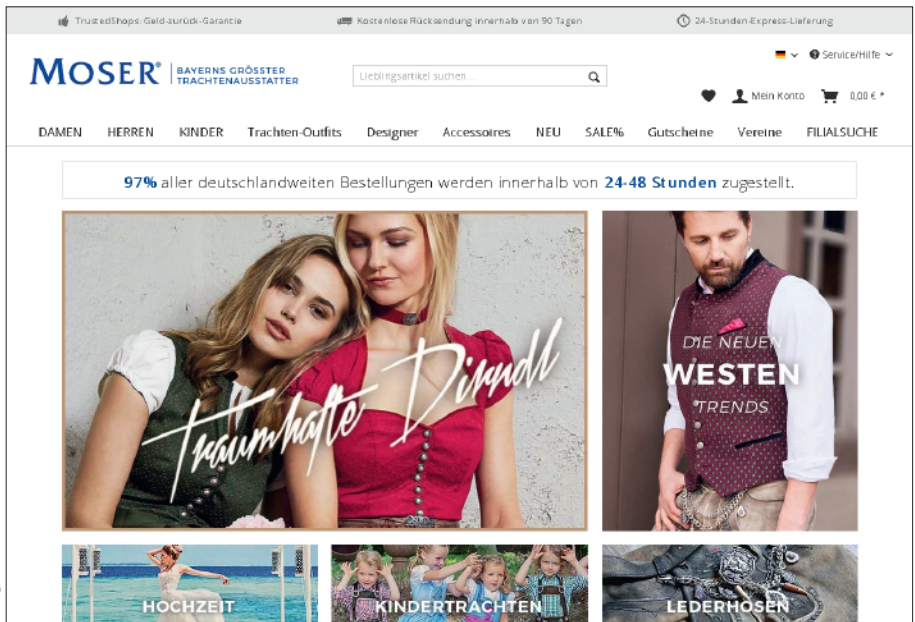 TrustedShops: Geld-zurück-Garantie
Kostenlose Rücksendung innerhalb von 90 Tagen
24-Stunden-Express-Lieferung
Service/Hilfe
MOSER®
BAYERNS GRÖSSTER
TRACHTENAUSSTATTER
Lieblingsartikel suchen...
Mein Konto
0,00 € *
DAMEN HERREN KINDER Trachten-Outfits Designer Accessoires NEU SALE% Gutscheine Vereine FILIALSUCHE
97% aller deutschlandweiten Bestellungen werden innerhalb von 24-48 Stunden zugestellt.
Traumhafte Dirndl
DIE NEUEN
WESTEN
TRENDS
HOCHZEIT
KINDERTRACHTEN
LEDERHOSEN